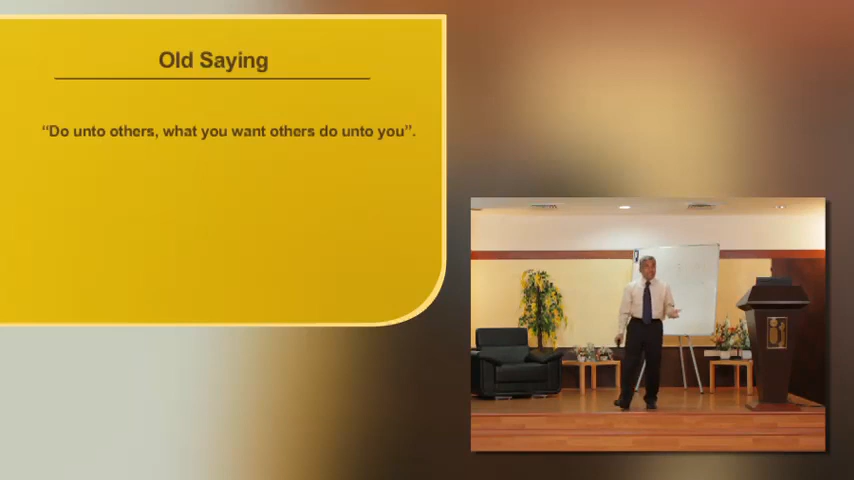 Old Saying
“Do unto others, what you want others do unto you”.